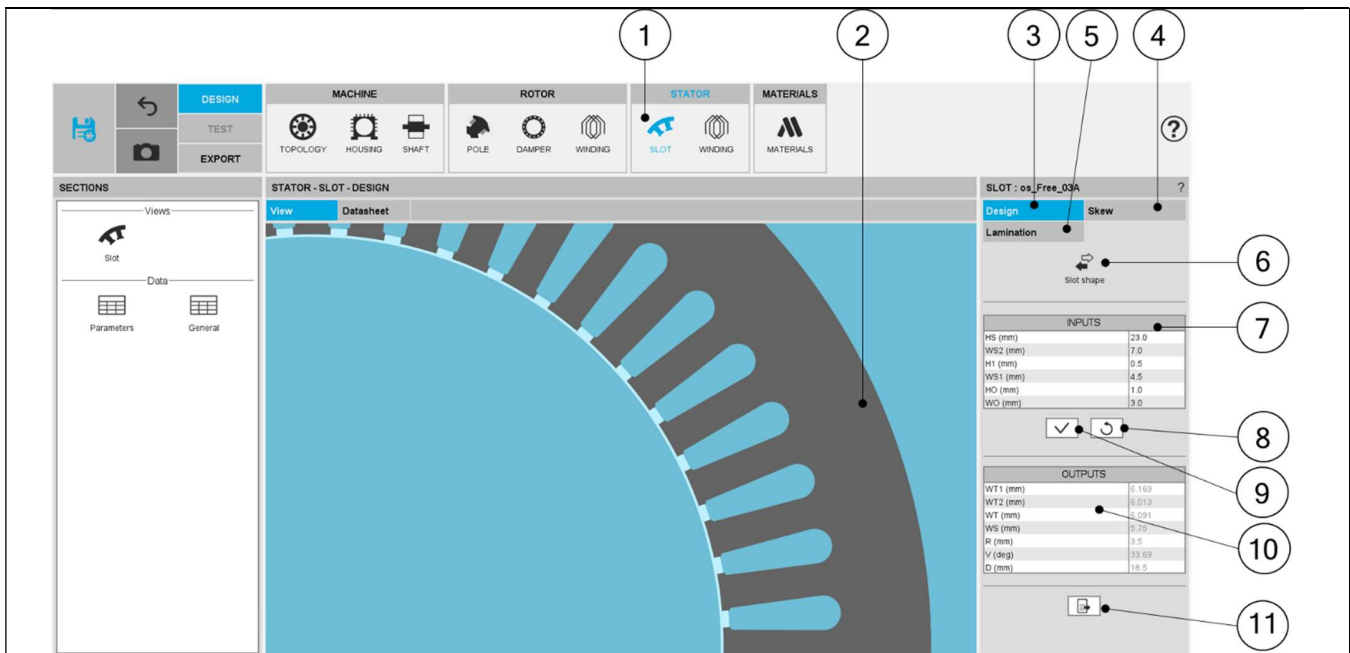 1
2
3
5
4
DESIGN
TEST
EXPORT
MACHINE
TOPOLOGY
HOUSING
SHAFT
ROTOR
POLE
DAMPER
WINDING
STATOR
SLOT
WINDING
MATERIALS
MATERIALS
?
SECTIONS
Views
Slot
Data
Parameters
General
STATOR - SLOT - DESIGN
View
Datasheet
SLOT : os_Free_03A
?
Design
Skew
Lamination
Slot shape
6
INPUTS
7
HS (mm) 23.0
WS2 (mm) 7.0
H1 (mm) 0.5
WS1 (mm) 4.5
HO (mm) 1.0
WO (mm) 3.0
8
9
OUTPUTS
WT1 (mm) 6.169
WT2 (mm) 6.013
WT (mm) 6.091
WS (mm) 5.75
R (mm) 3.5
V (deg) 33.69
D (mm) 18.5
10
11